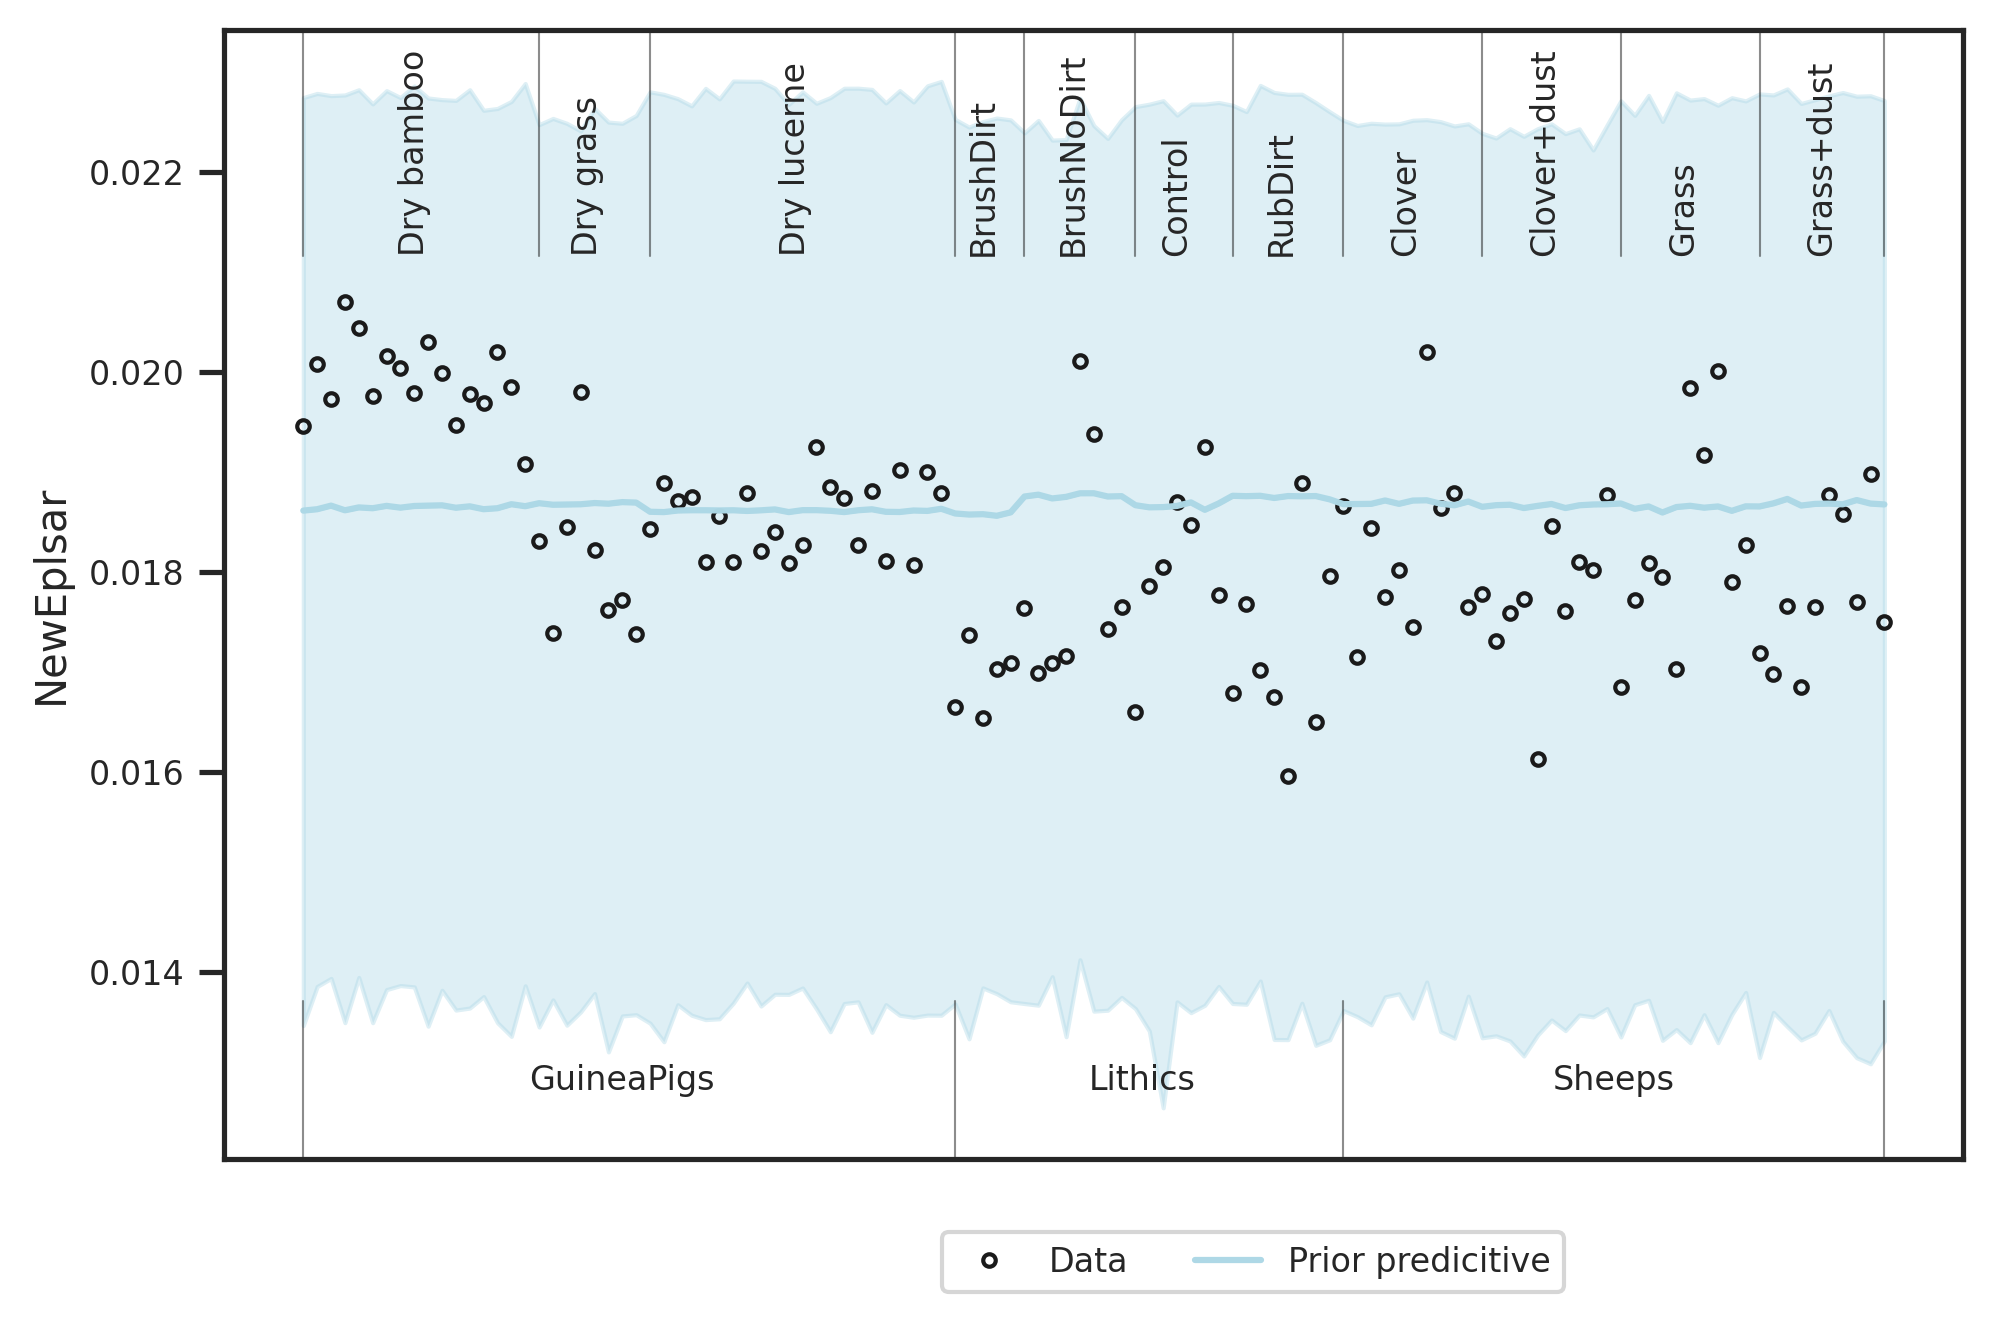 Dry bamboo
Dry grass
Dry lucerne
BrushDirt
BrushNoDirt
Control
RubDirt
Clover
Clover+dust
Grass
Grass+dust
NewEplsar
0.022
0.020
0.018
0.016
0.014
GuineaPigs
Lithics
Sheeps
Data
Prior predicitive